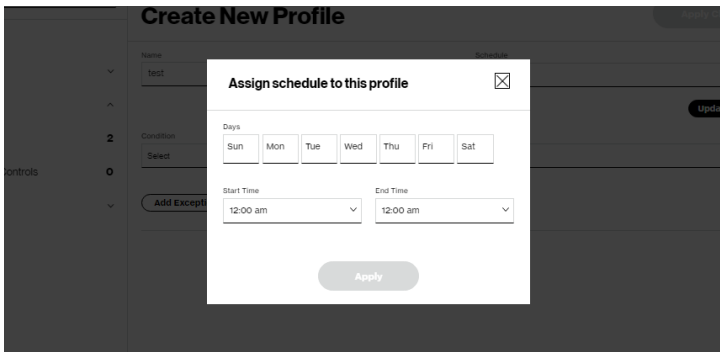 Create New Profile
Apply
Name
Schedule
test
Assign schedule to this profile
Upda
Days
Sun Mon Tue Wed Thu Fri Sat
2
Condition
Select
Controls
0
Start Time
End Time
12:00 am
12:00 am
Add Excepti
Apply